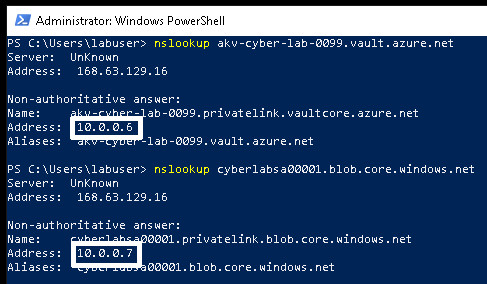 Administrator: Windows PowerShell
PS C:\Users\labuser> nslookup akv-cyber-lab-0099.vault.azure.net
Server:  UnKnown
Address:  168.63.129.16
Non-authoritative answer:
Name:    akv-cyber-lab-0099.privatelink.vaultcore.azure.net
Address:  10.0.0.6
Aliases:  akv-cyber-lab-0099.vault.azure.net
PS C:\Users\labuser> nslookup cyberlabsa00001.blob.core.windows.net
Server:  UnKnown
Address:  168.63.129.16
Non-authoritative answer:
Name:    cyberlabsa00001.privatelink.blob.core.windows.net
Address:  10.0.0.7
Aliases:  cyberlabsa00001.blob.core.windows.net